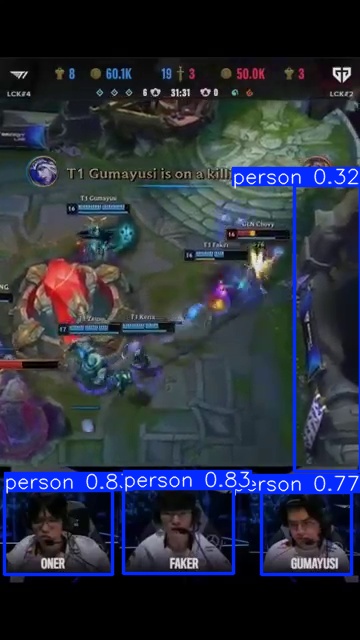 8 60.1K 19 3 50.0K 3
LCK#4 6 31:31 0 LCK#2
T1 Gumayusi is on a killi
person 0.32
T1 Gumayusi
16
GEN Chovy
16
T1 Faker
16
T1 Keria
17
person 0.83
person 0.83
person 0.77
ONER
FAKER
GUMAYUSI